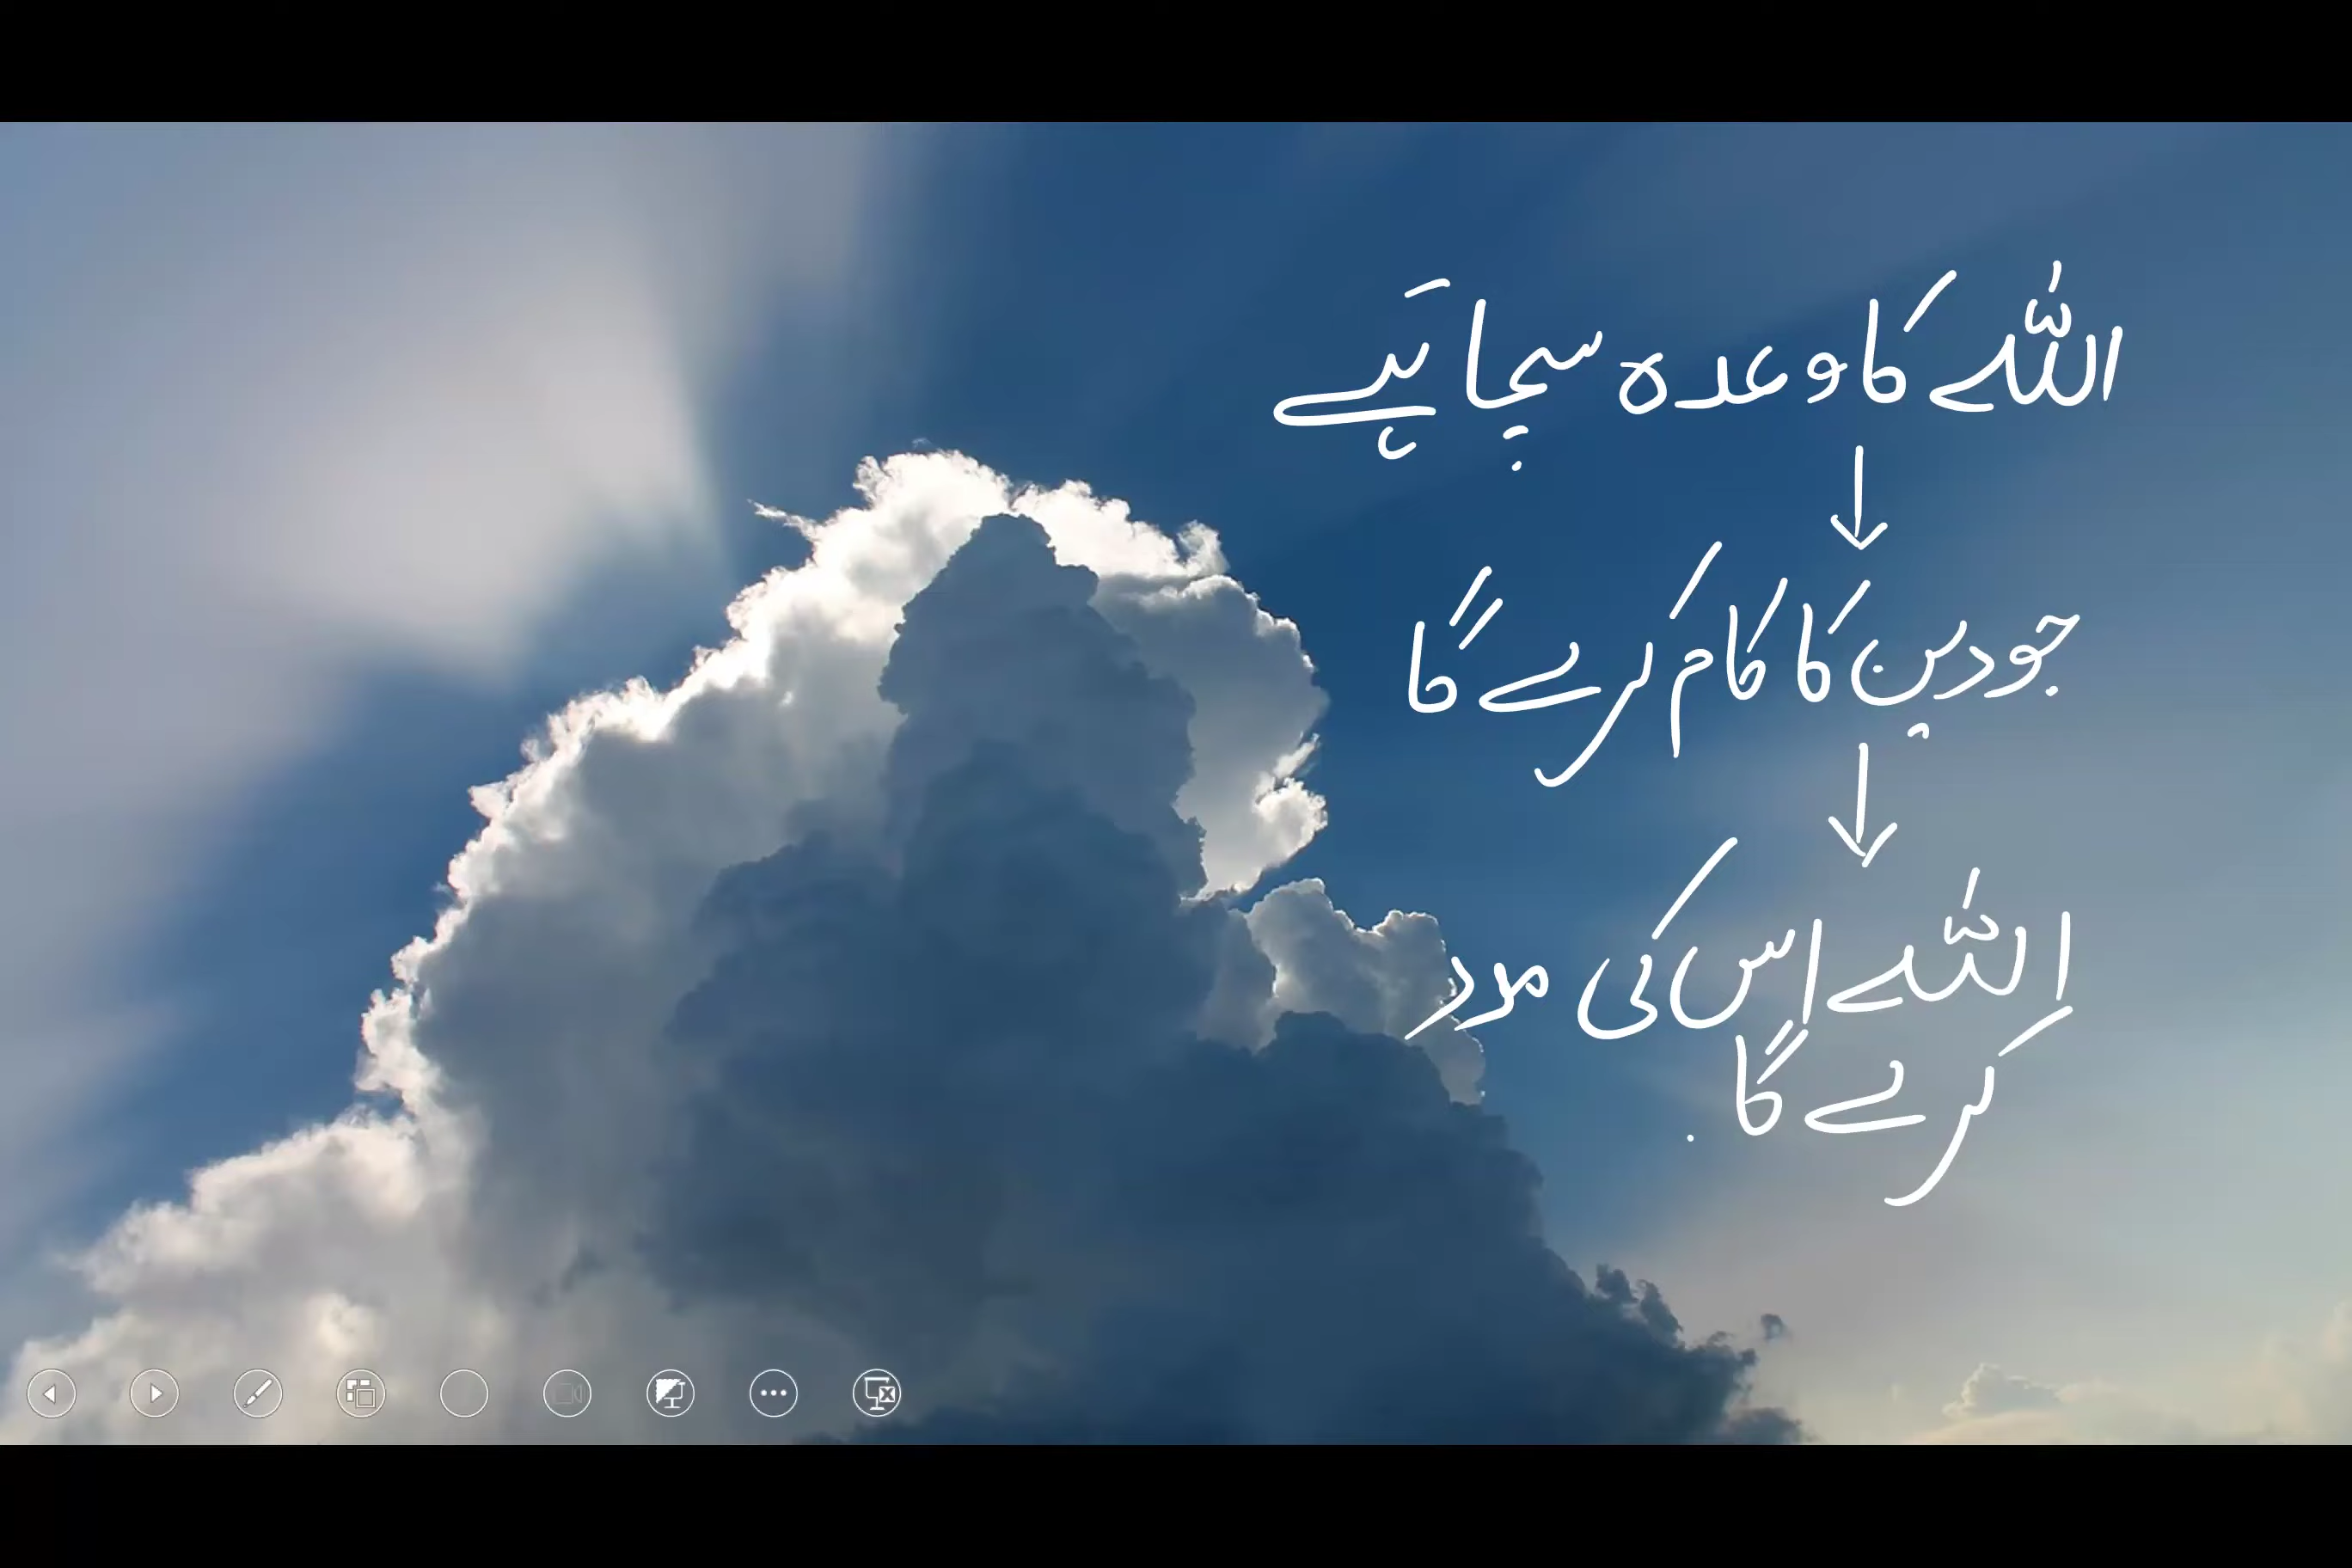 اللہ کا وعدہ سچا ہے
جو دین کا کام کرے گا
اللہ اس کی مدد
کرے گا